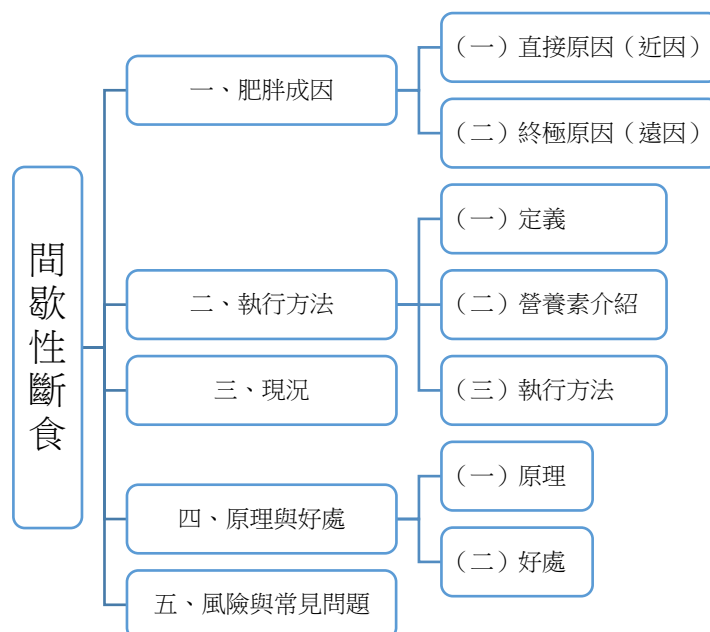 間歇性斷食
一、肥胖成因
（一）直接原因（近因）
（二）終極原因（遠因）
二、執行方法
（一）定義
（二）營養素介紹
（三）執行方法
三、現況
四、原理與好處
（一）原理
（二）好處
五、風險與常見問題